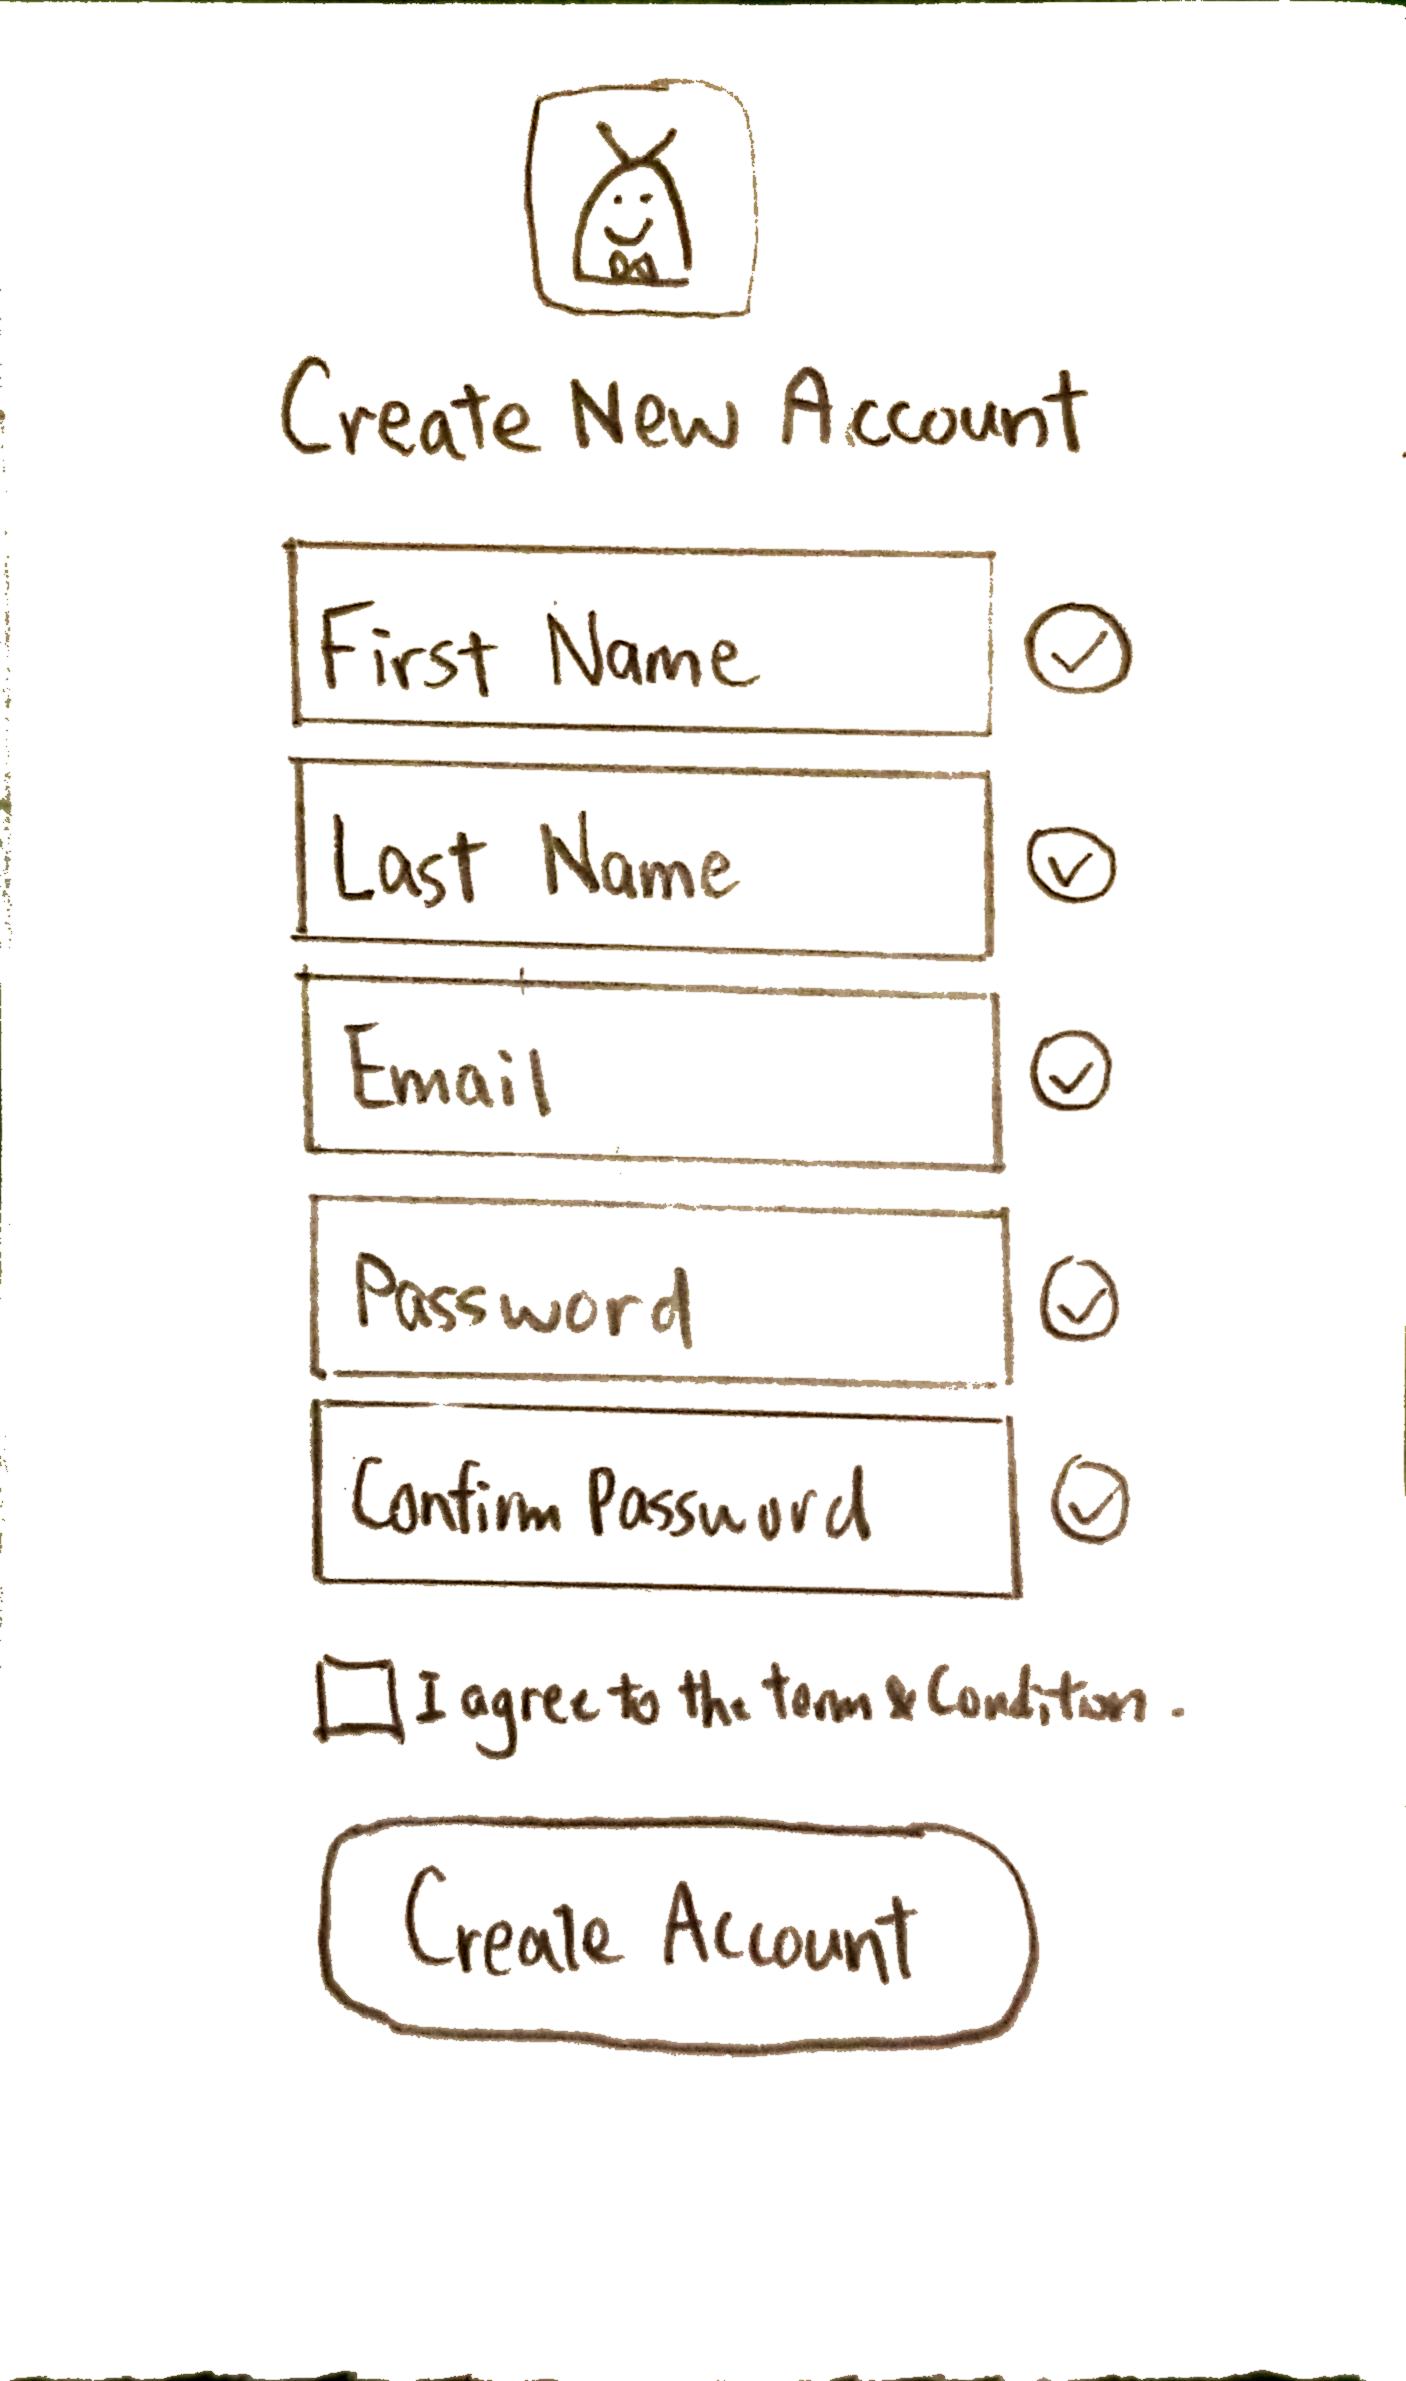 Create New Account
First Name
Last Name
Email
Password
Confirm Password
I agree to the term & Condition.
Create Account